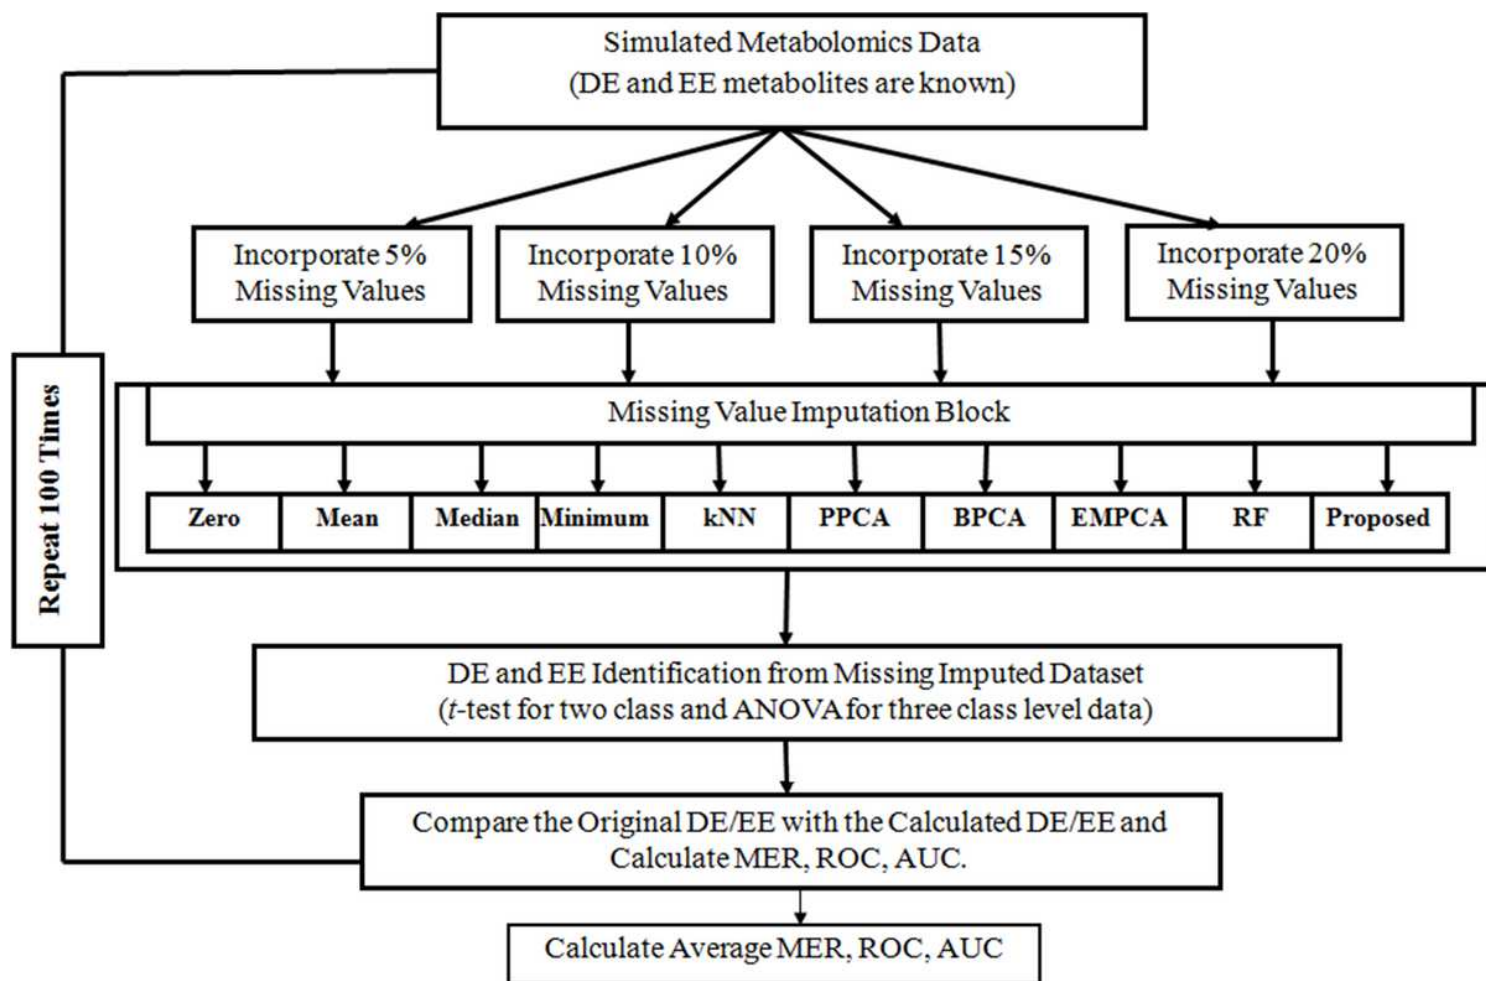 Simulated Metabolomics Data
(DE and EE metabolites are known)
Incorporate 5%
Missing Values
Incorporate 10%
Missing Values
Incorporate 15%
Missing Values
Incorporate 20%
Missing Values
Repeat 100 Times
Missing Value Imputation Block
Zero
Mean
Median
Minimum
kNN
PPCA
BPCA
EMPCA
RF
Proposed
DE and EE Identification from Missing Imputed Dataset
(t-test for two class and ANOVA for three class level data)
Compare the Original DE/EE with the Calculated DE/EE and
Calculate MER, ROC, AUC.
Calculate Average MER, ROC, AUC